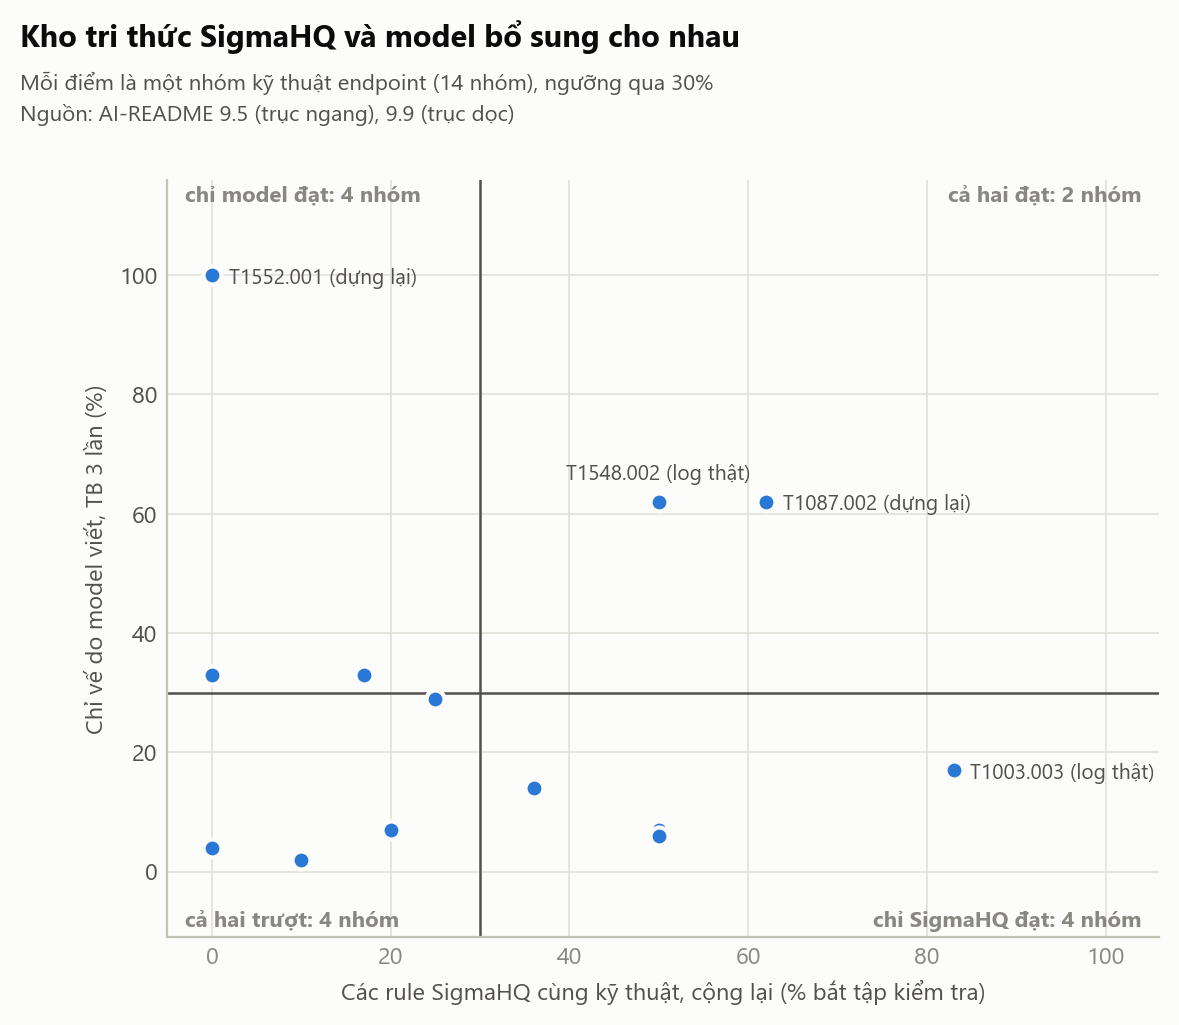 Kho tri thức SigmaHQ và model bổ sung cho nhau
Mỗi điểm là một nhóm kỹ thuật endpoint (14 nhóm), ngưỡng qua 30%
Nguồn: AI-README 9.5 (trục ngang), 9.9 (trục dọc)
chỉ model đạt: 4 nhóm
cả hai đạt: 2 nhóm
100
T1552.001 (dựng lại)
80
T1548.002 (log thật)
60
T1087.002 (dựng lại)
40
20
T1003.003 (log thật)
0
Chỉ vế do model viết, TB 3 lần (%)
cả hai trượt: 4 nhóm
chỉ SigmaHQ đạt: 4 nhóm
0
20
40
60
80
100
Các rule SigmaHQ cùng kỹ thuật, cộng lại (% bắt tập kiểm tra)